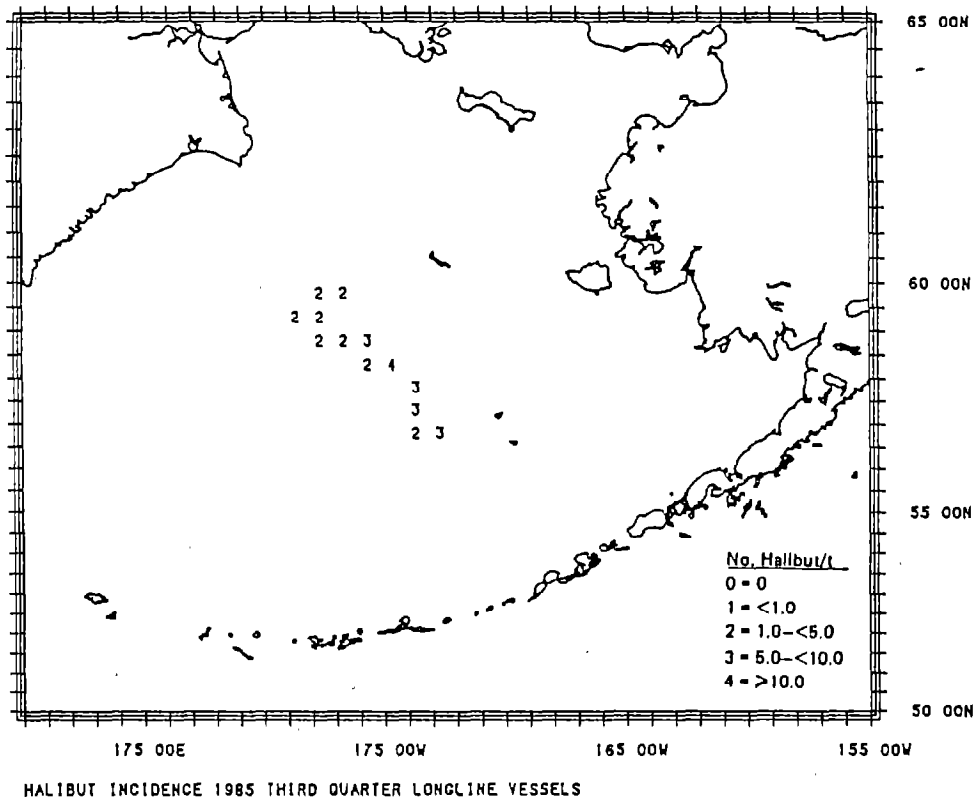 65 00N
60 00N
2 2
2 2
2 2 3
2 4
3
3
2 3
55 00N
No. Halibut/t
0 = 0
1 = <1.0
2 = 1.0-<5.0
3 = 5.0-<10.0
4 = >10.0
50 00N
175 00E 175 00W 165 00W 155 00W
HALIBUT INCIDENCE 1985 THIRD QUARTER LONGLINE VESSELS